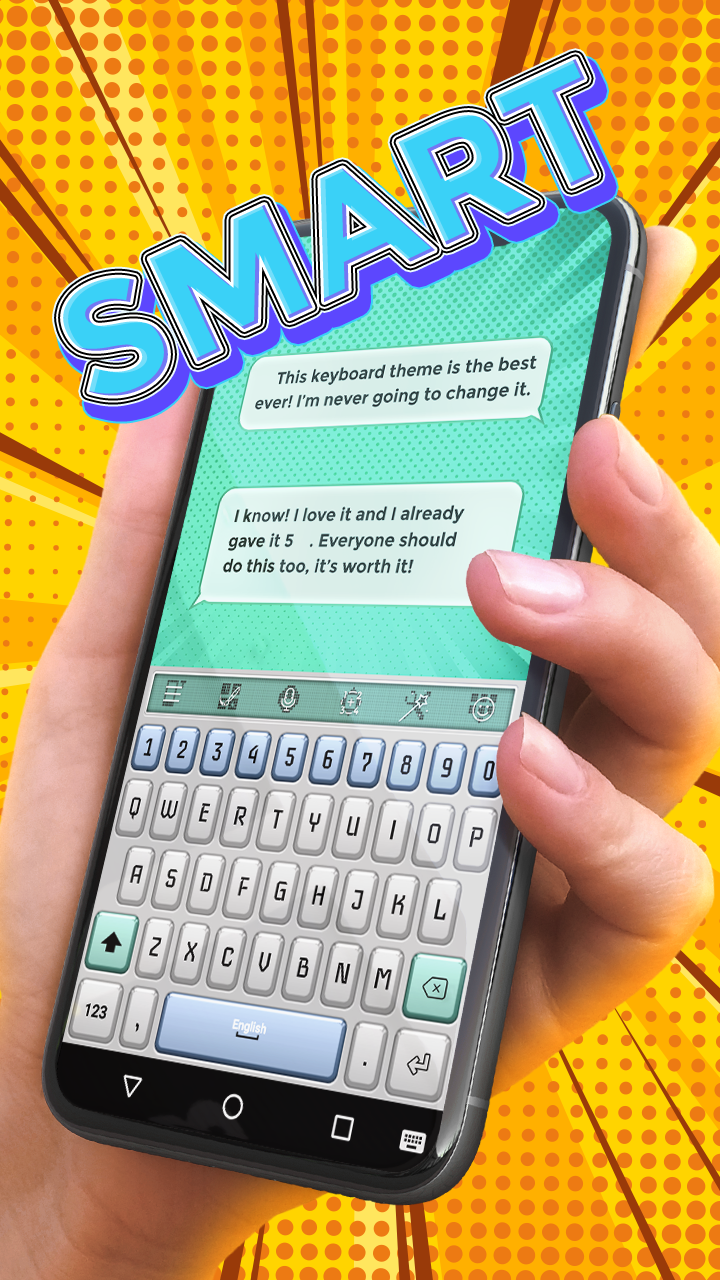 SMART
This keyboard theme is the best
ever! I'm never going to change it.
I know! I love it and I already
gave it 5   . Everyone should
do this too, it's worth it!
1 2 3 4 5 6 7 8 9 0
Q W E R T Y U I O P
A S D F G H J K L
Z X C V B N M
123 , English .